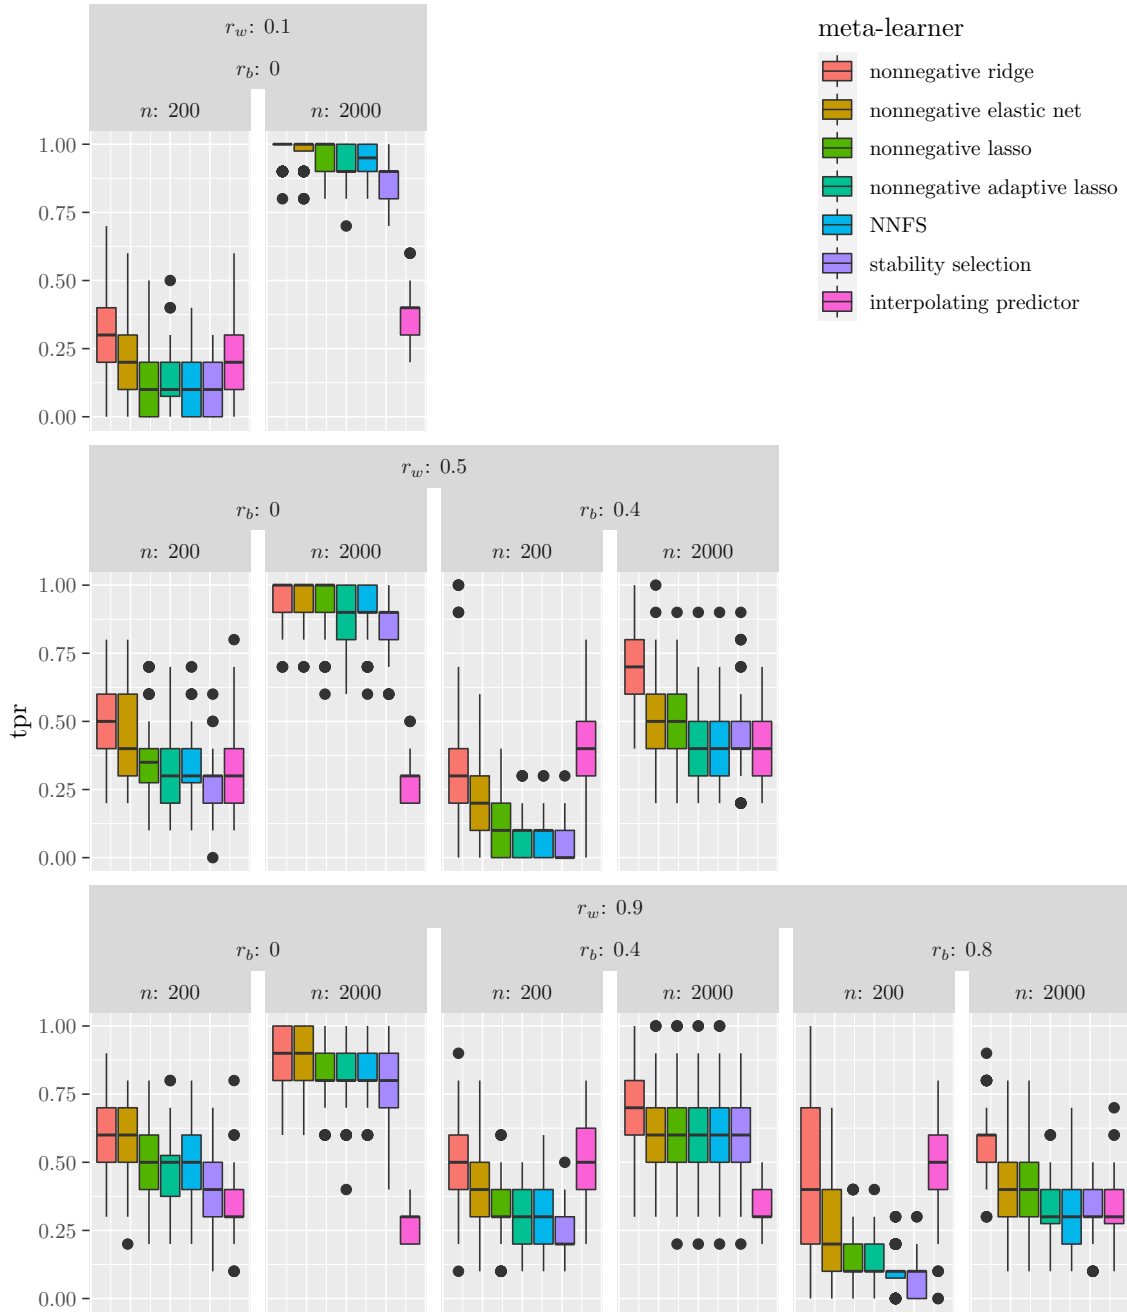 r_w: 0.1
r_b: 0
n: 200 n: 2000
1.00
0.75
0.50
0.25
0.00
meta-learner
nonnegative ridge
nonnegative elastic net
nonnegative lasso
nonnegative adaptive lasso
NNFS
stability selection
interpolating predictor
r_w: 0.5
r_b: 0 r_b: 0.4
n: 200 n: 2000 n: 200 n: 2000
1.00
0.75
0.50
0.25
0.00
tpr
r_w: 0.9
r_b: 0 r_b: 0.4 r_b: 0.8
n: 200 n: 2000 n: 200 n: 2000 n: 200 n: 2000
1.00
0.75
0.50
0.25
0.00